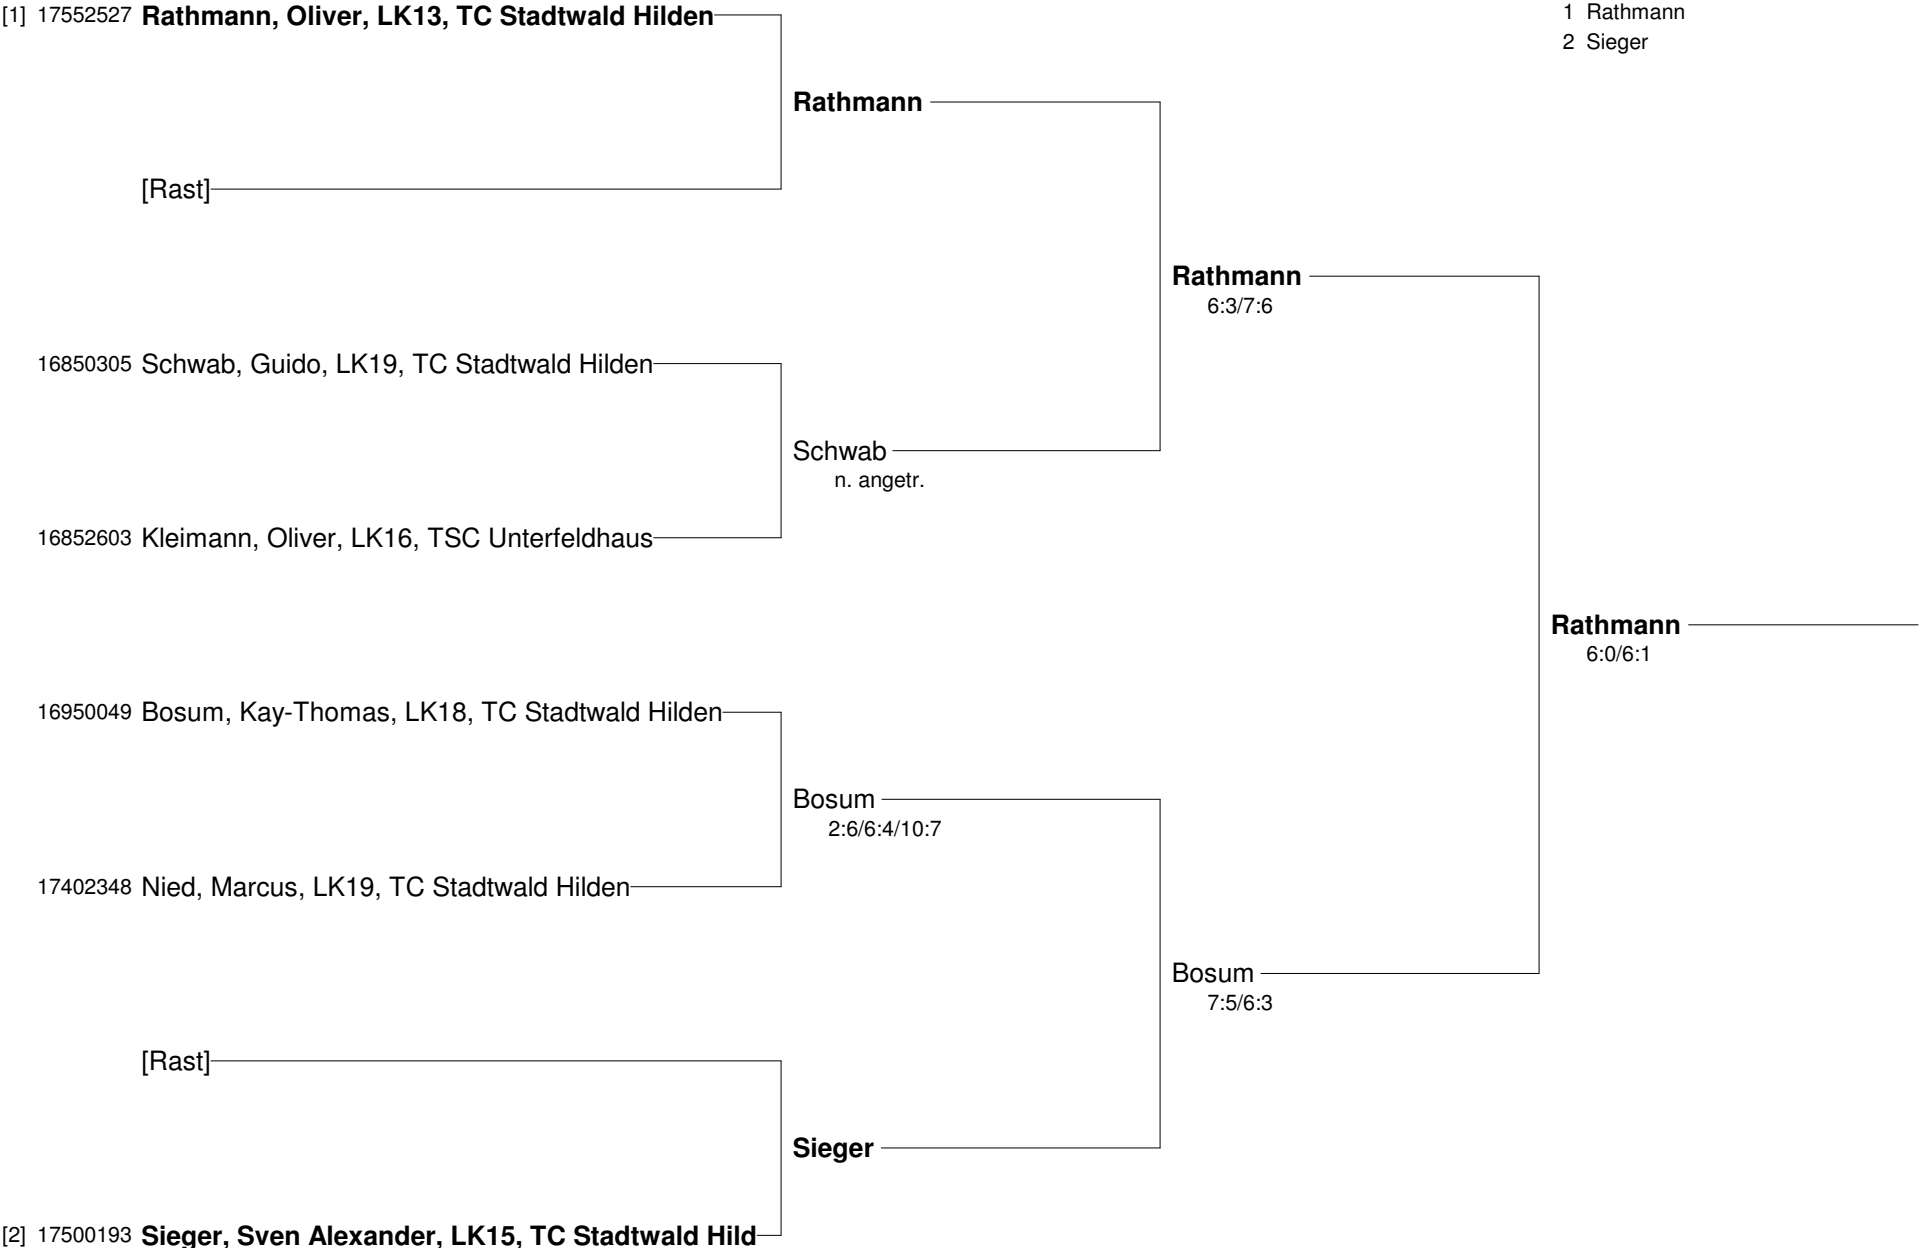 [1] 17552527 Rathmann, Oliver, LK13, TC Stadtwald Hilden
1 Rathmann
2 Sieger
Rathmann
[Rast]
Rathmann
6:3/7:6
16850305 Schwab, Guido, LK19, TC Stadtwald Hilden
Schwab
n. angetr.
16852603 Kleimann, Oliver, LK16, TSC Unterfeldhaus
Rathmann
6:0/6:1
16950049 Bosum, Kay-Thomas, LK18, TC Stadtwald Hilden
Bosum
2:6/6:4/10:7
17402348 Nied, Marcus, LK19, TC Stadtwald Hilden
Bosum
7:5/6:3
[Rast]
Sieger
[2] 17500193 Sieger, Sven Alexander, LK15, TC Stadtwald Hild